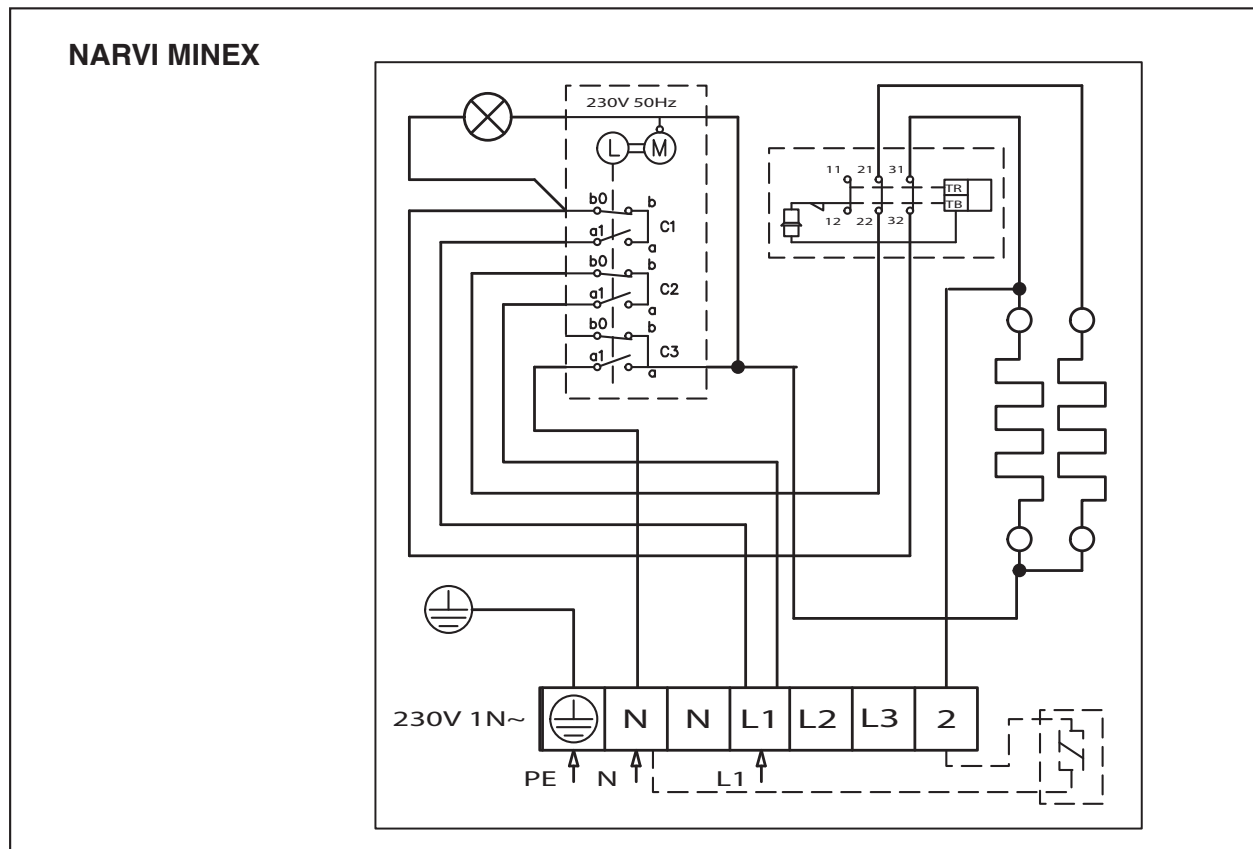 NARVI MINEX
230V 50Hz
L M
11 21 31
TR
TB
12 22 32
b0 b
C1
a1 a
b0 b
C2
a1 a
b0 b
C3
a1 a
230V 1N~ N N L1 L2 L3 2
PE N L1